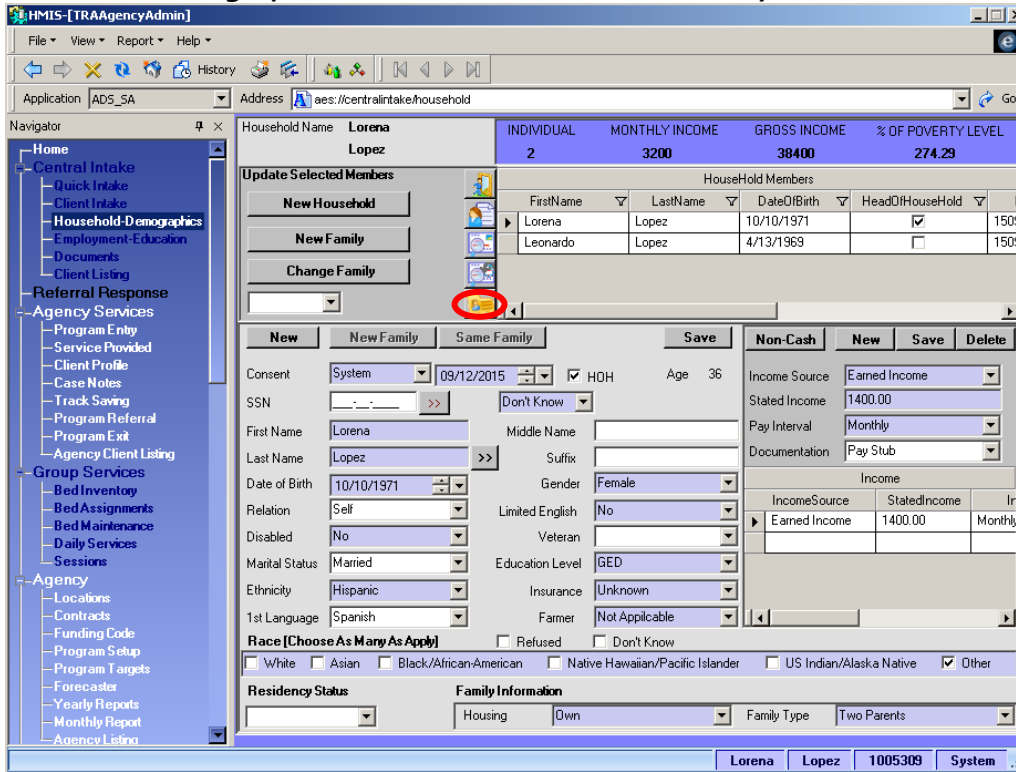 HMIS-[TRAAgencyAdmin]
File View Report Help
History
Application ADS_SA Address aes://centralintake/household Go
Navigator
Home
Central Intake
Quick Intake
Client Intake
Household-Demographics
Employment-Education
Documents
Client Listing
Referral Response
Agency Services
Program Entry
Service Provided
Client Profile
Case Notes
Track Saving
Program Referral
Program Exit
Agency Client Listing
Group Services
Bed Inventory
Bed Assignments
Bed Maintenance
Daily Services
Sessions
Agency
Locations
Contracts
Funding Code
Program Setup
Program Targets
Forecaster
Yearly Reports
Monthly Report
Agency Listing
Household Name Lorena
Lopez
INDIVIDUAL MONTHLY INCOME GROSS INCOME % OF POVERTY LEVEL
2 3200 38400 274.29
Update Selected Members
New Household
New Family
Change Family
HouseHold Members
FirstName LastName DateOfBirth HeadOfHouseHold
Lorena Lopez 10/10/1971 150
Leonardo Lopez 4/13/1969 150
New New Family Same Family Save
Consent System 09/12/2015 HOH Age 36
SSN __-__-____ >> Don't Know
First Name Lorena Middle Name
Last Name Lopez >> Suffix
Date of Birth 10/10/1971 Gender Female
Relation Self Limited English No
Disabled No Veteran
Marital Status Married Education Level GED
Ethnicity Hispanic Insurance Unknown
1st Language Spanish Farmer Not Appilcable
Race [Choose As Many As Apply] Refused Don't Know
White Asian Black/African-American Native Hawaiian/Pacific Islander US Indian/Alaska Native Other
Residency Status Family Information
Housing Own Family Type Two Parents
Non-Cash New Save Delete
Income Source Earned Income
Stated Income 1400.00
Pay Interval Monthly
Documentation Pay Stub
Income
IncomeSource StatedIncome In
Earned Income 1400.00 Monthly
Lorena Lopez 1005309 System